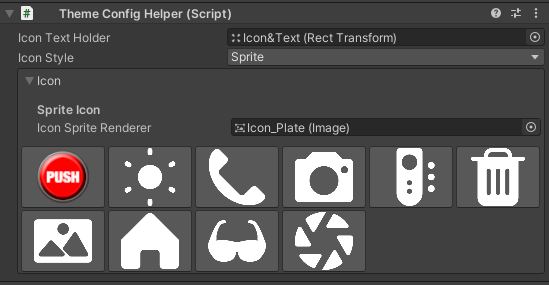 Theme Config Helper (Script)
Icon Text Holder
Icon&Text (Rect Transform)
Icon Style
Sprite
Icon
Sprite Icon
Icon Sprite Renderer
Icon_Plate (Image)
PUSH